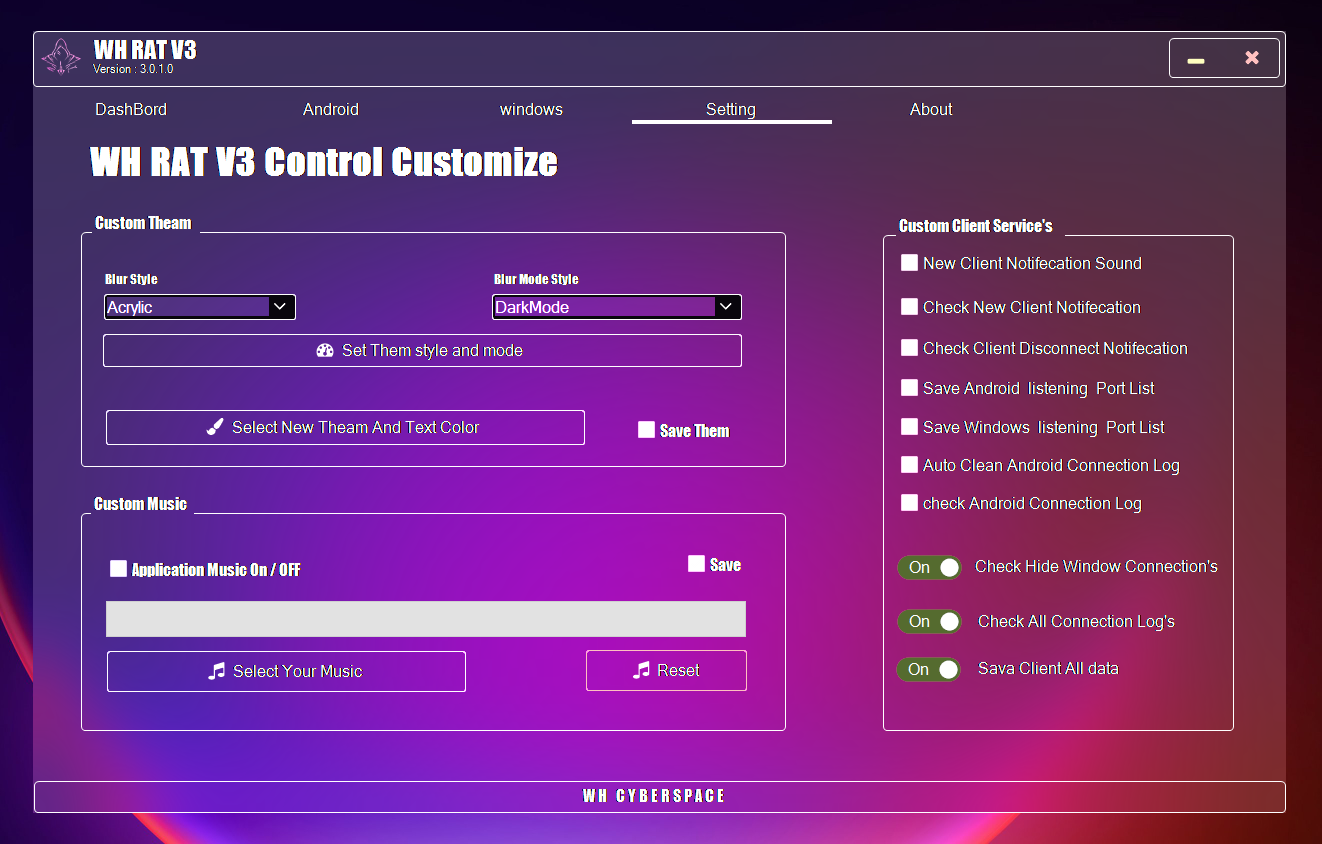 WH RAT V3
Version : 3.0.1.0
DashBord
Android
windows
Setting
About
WH RAT V3 Control Customize
Custom Theam
Blur Style
Blur Mode Style
Acrylic
DarkMode
Set Them style and mode
Select New Theam And Text Color
Save Them
Custom Music
Application Music On / OFF
Save
Select Your Music
Reset
Custom Client Service's
New Client Notifecation Sound
Check New Client Notifecation
Check Client Disconnect Notifecation
Save Android listening Port List
Save Windows listening Port List
Auto Clean Android Connection Log
check Android Connection Log
On Check Hide Window Connection's
On Check All Connection Log's
On Sava Client All data
WH CYBERSPACE